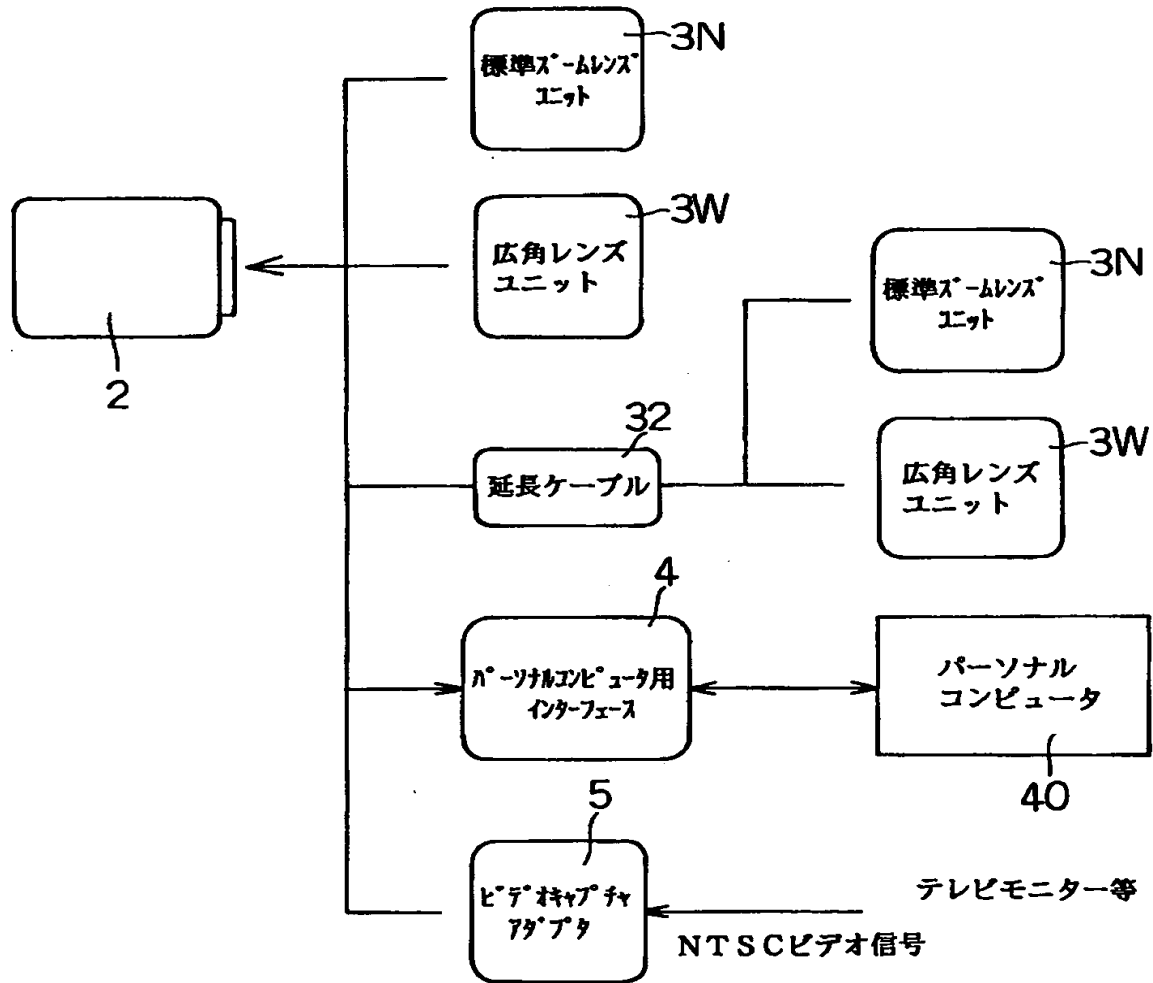 3N
標準ズームレンズ
ユニット
3W
広角レンズ
ユニット
2
3N
標準ズームレンズ
ユニット
32
延長ケーブル
3W
広角レンズ
ユニット
4
パーソナルコンピュータ用
インターフェース
パーソナル
コンピュータ
40
5
ビデオキャプチャ
アダプタ
テレビモニター等
NTSCビデオ信号